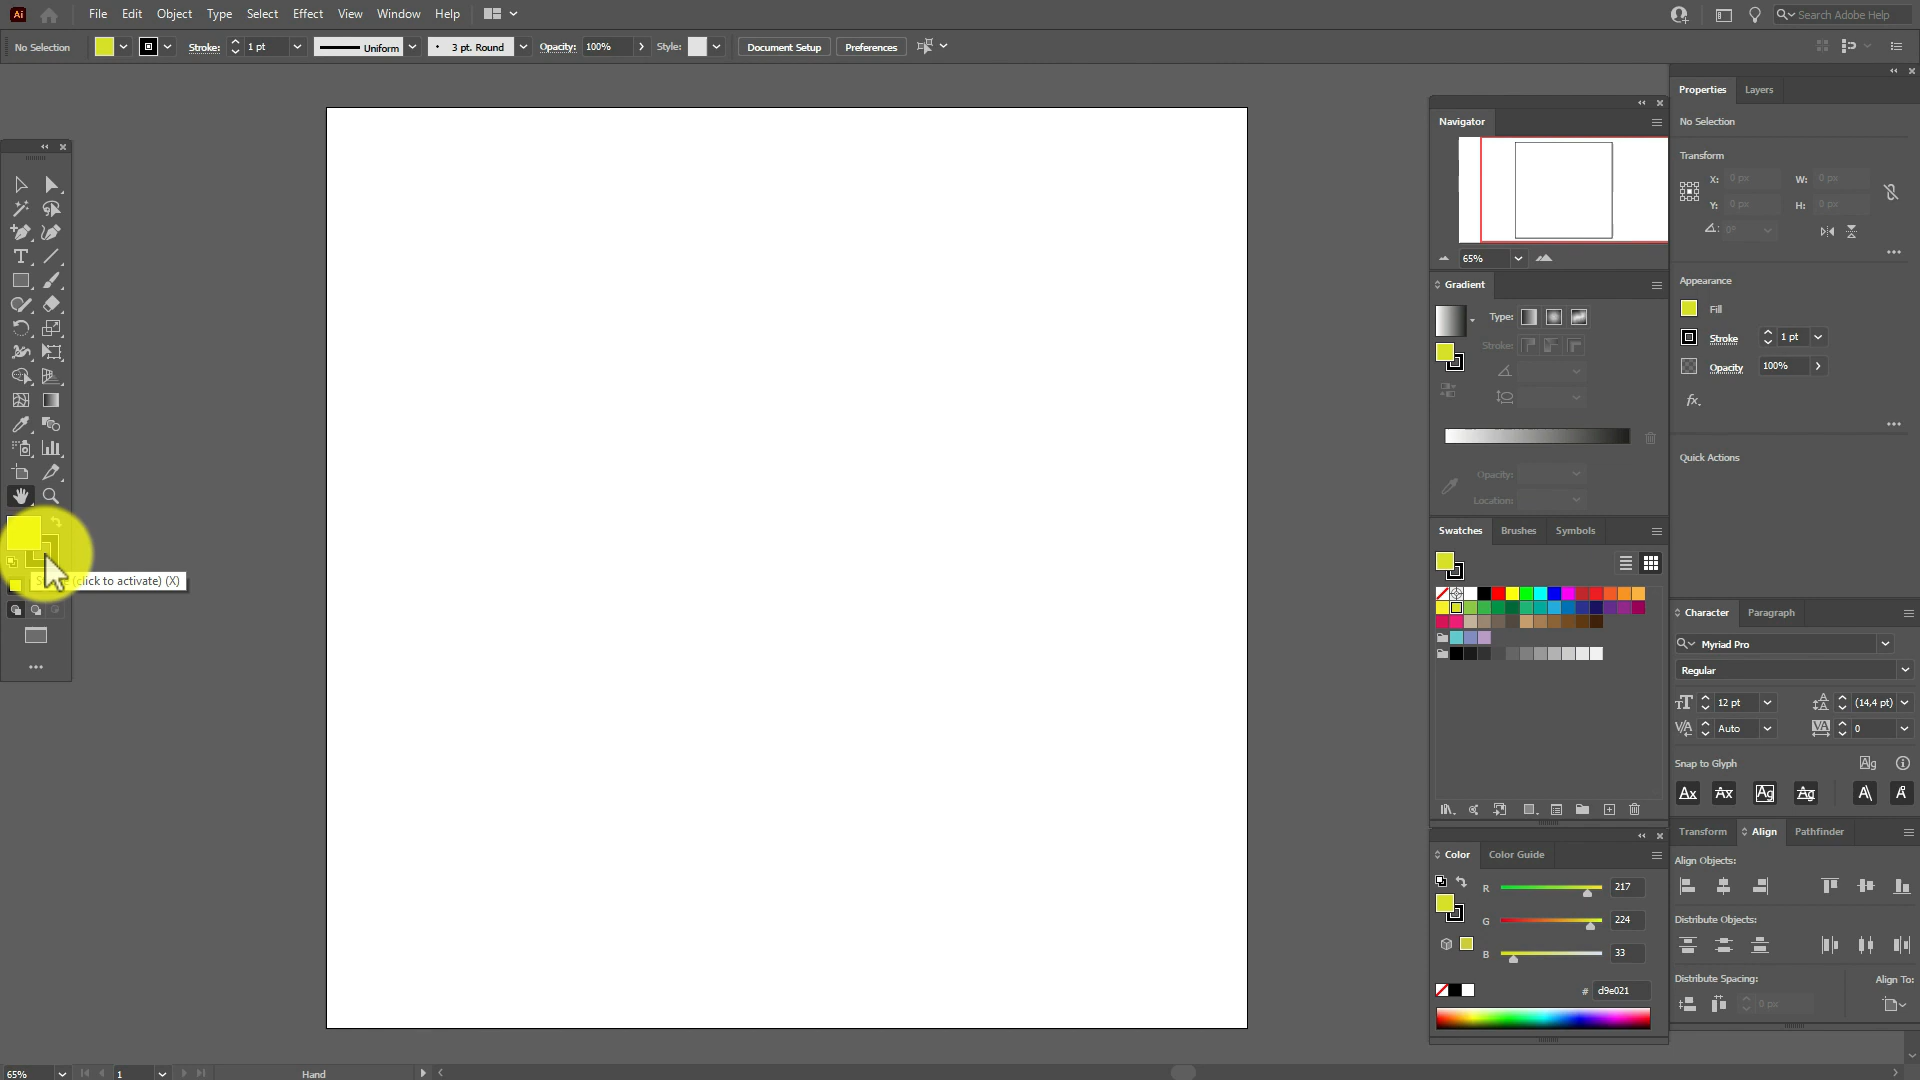 Ai File Edit Object Type Select Effect View Window Help Search Adobe Help
No Selection Stroke: 1 pt Uniform 3 pt. Round Opacity: 100% Style: Document Setup Preferences
Properties Layers
No Selection
Transform
X: 0 px W: 0 px
Y: 0 px H: 0 px
0°
Appearance
Fill
Stroke 1 pt
Opacity 100%
fx.
Quick Actions
Navigator
65%
Gradient
Type:
Stroke:
Opacity:
Location:
Swatches Brushes Symbols
(click to activate) (X)
Character Paragraph
Myriad Pro
Regular
12 pt (14,4 pt)
Auto 0
Snap to Glyph
Transform Align Pathfinder
Align Objects:
Distribute Objects:
Distribute Spacing: Align To:
0 px
Color Color Guide
R 217
G 224
B 33
# d9e021
65% 1 Hand